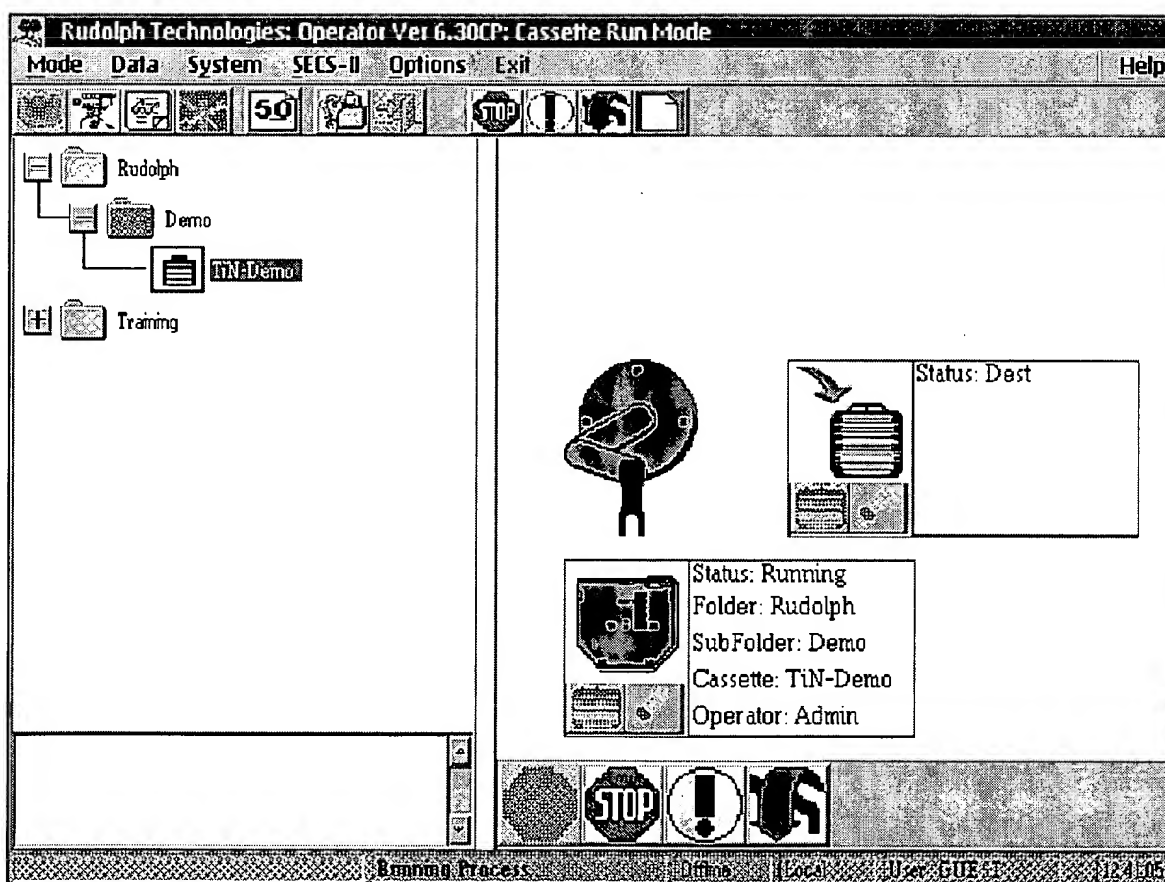 Rudolph Technologies: Operator Ver 6.30CP: Cassette Run Mode
Mode Data System SECS-II Options Exit Help
50 STOP
Rudolph
Demo
TiN-Demo
Training
Status: Dest
Status: Running
Folder: Rudolph
SubFolder: Demo
Cassette: TiN-Demo
Operator: Admin
STOP
Running Process Offline Local User: GUEST